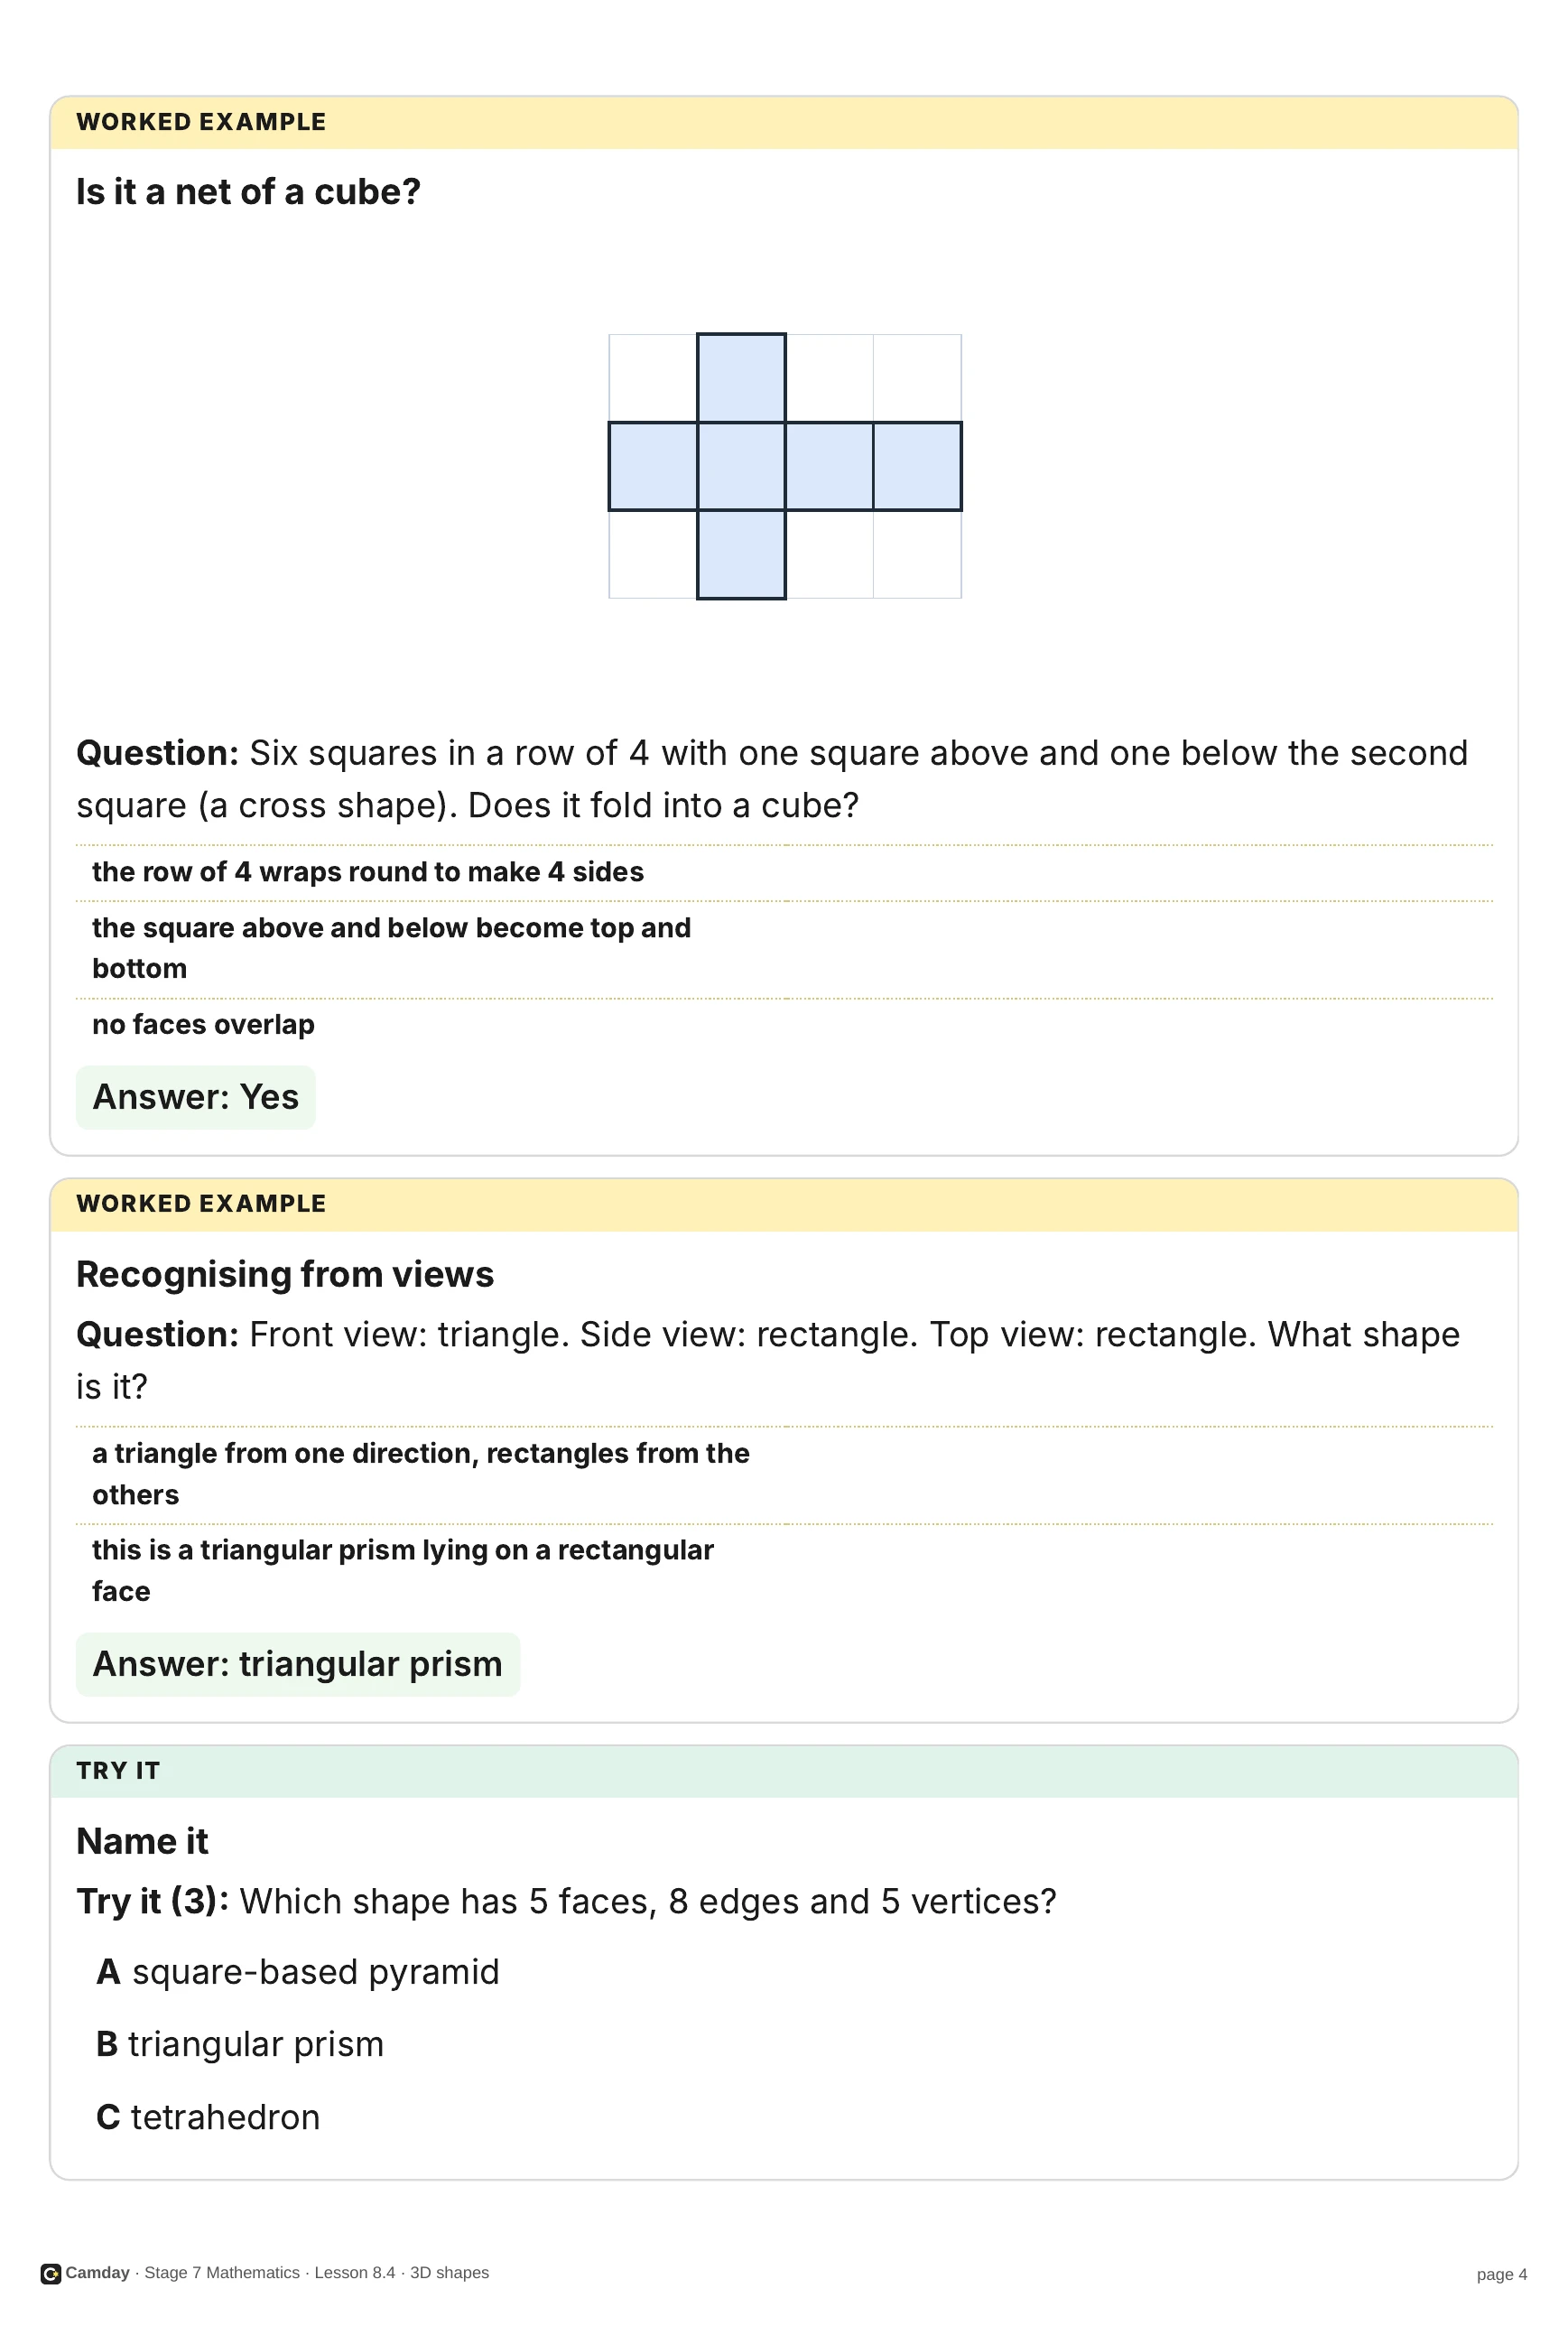 WORKED EXAMPLE
Is it a net of a cube?
Question: Six squares in a row of 4 with one square above and one below the second
square (a cross shape). Does it fold into a cube?
the row of 4 wraps round to make 4 sides
the square above and below become top and
bottom
no faces overlap
Answer: Yes
WORKED EXAMPLE
Recognising from views
Question: Front view: triangle. Side view: rectangle. Top view: rectangle. What shape
is it?
a triangle from one direction, rectangles from the
others
this is a triangular prism lying on a rectangular
face
Answer: triangular prism
TRY IT
Name it
Try it (3): Which shape has 5 faces, 8 edges and 5 vertices?
A square-based pyramid
B triangular prism
C tetrahedron
Camday · Stage 7 Mathematics · Lesson 8.4 · 3D shapes
page 4